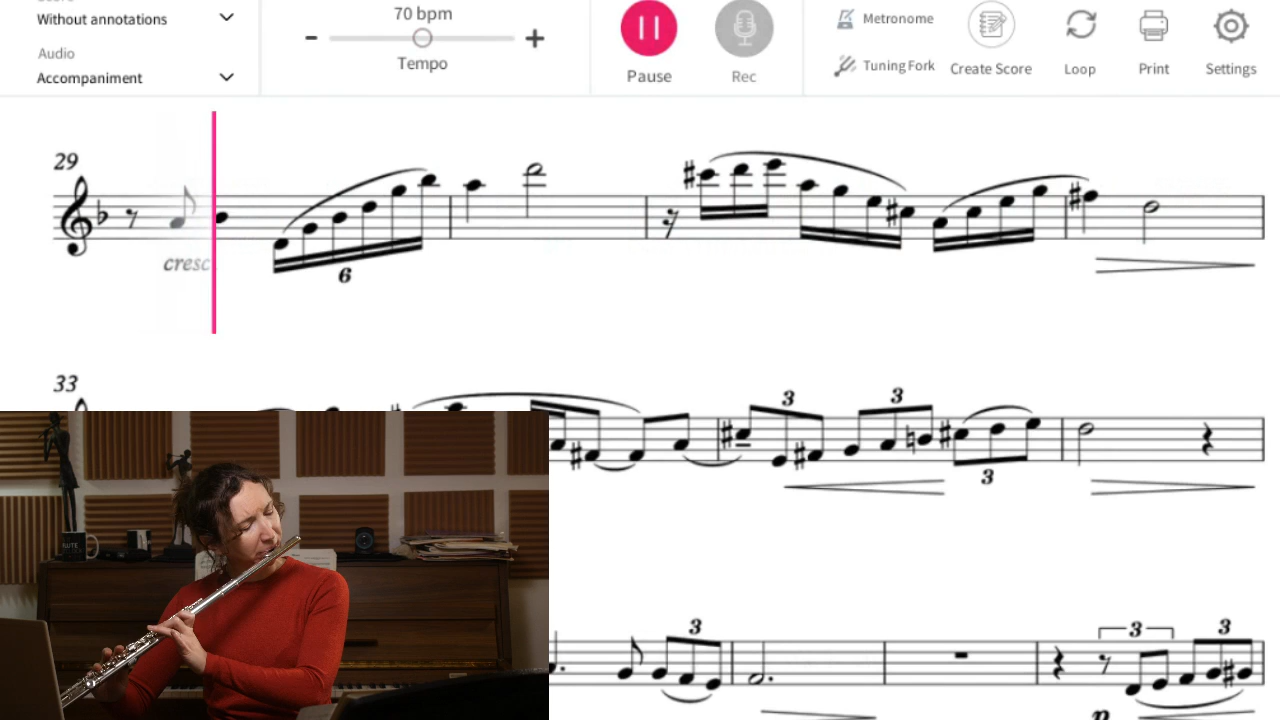 Without annotations
Audio
Accompaniment
70 bpm
Tempo
Pause
Rec
Metronome
Tuning Fork
Create Score
Loop
Print
Settings
29
cresc
6
33
3
3
3
3
3
3
p